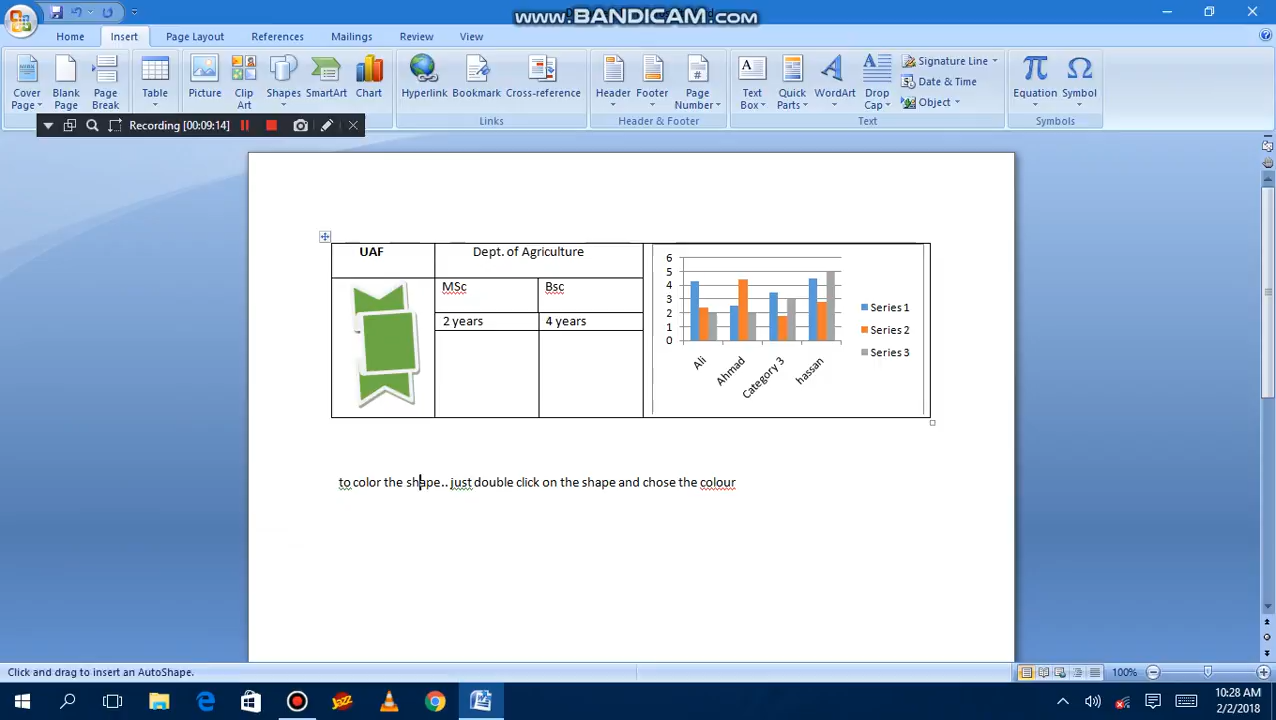 www.BANDICAM.com
Home Insert Page Layout References Mailings Review View
Cover Page
Blank Page
Page Break
Table
Picture
Clip Art
Shapes
SmartArt
Chart
Hyperlink
Bookmark
Cross-reference
Header
Footer
Page Number
Text Box
Quick Parts
WordArt
Drop Cap
Signature Line
Date & Time
Object
Equation
Symbol
Links
Header & Footer
Text
Symbols
Recording [00:09:14]
UAF
Dept. of Agriculture
MSc
Bsc
2 years
4 years
6
5
4
3
2
1
0
Ali
Ahmad
Category 3
hassan
Series 1
Series 2
Series 3
to color the shape.. just double click on the shape and chose the colour
Click and drag to insert an AutoShape.
100%
10:28 AM
2/2/2018